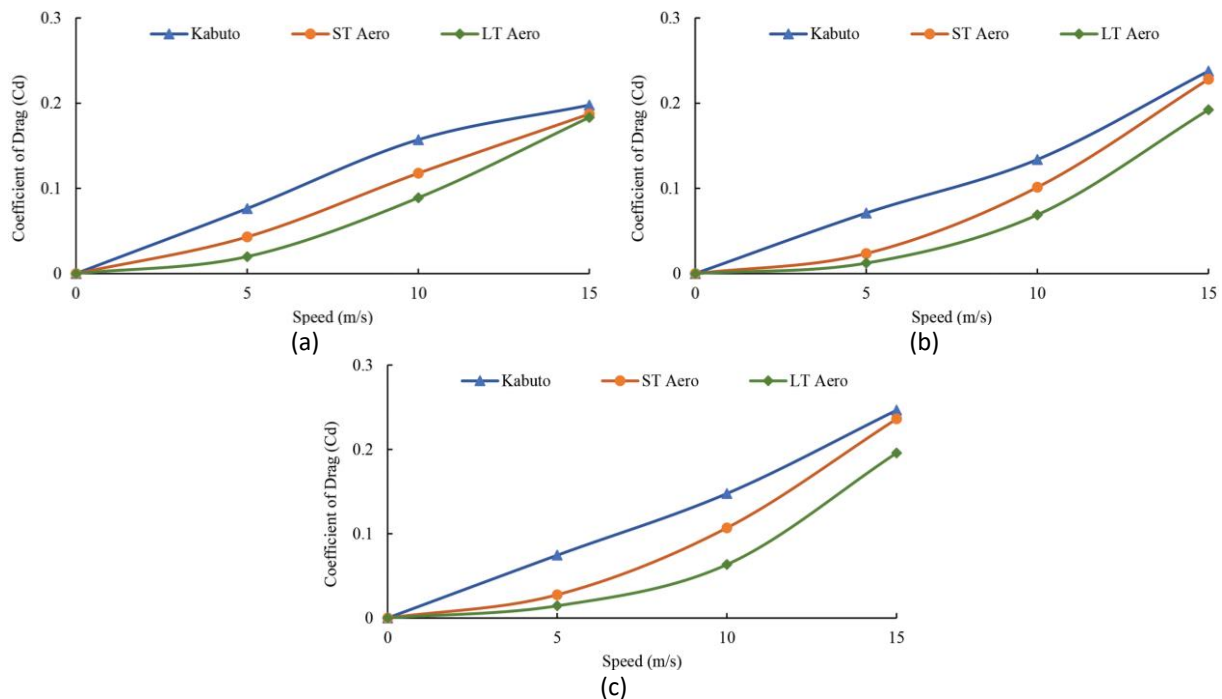 0.3
Kabuto ST Aero LT Aero
0.2
0.1
0
Coefficient of Drag (Cd)
0 5 10 15
Speed (m/s)
(a)
0.3
Kabuto ST Aero LT Aero
0.2
0.1
0
Coefficient of Drag (Cd)
0 5 10 15
Speed (m/s)
(b)
0.3
Kabuto ST Aero LT Aero
0.2
0.1
0
Coefficient of Drag (Cd)
0 5 10 15
Speed (m/s)
(c)